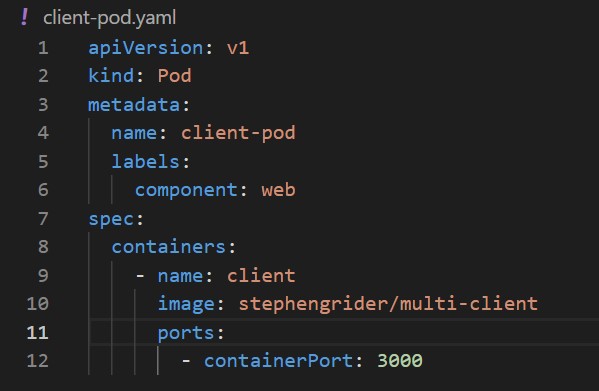 ! client-pod.yaml
1 apiVersion: v1
2 kind: Pod
3 metadata:
4   name: client-pod
5   labels:
6     component: web
7 spec:
8   containers:
9     - name: client
10       image: stephengrider/multi-client
11       ports:
12         - containerPort: 3000